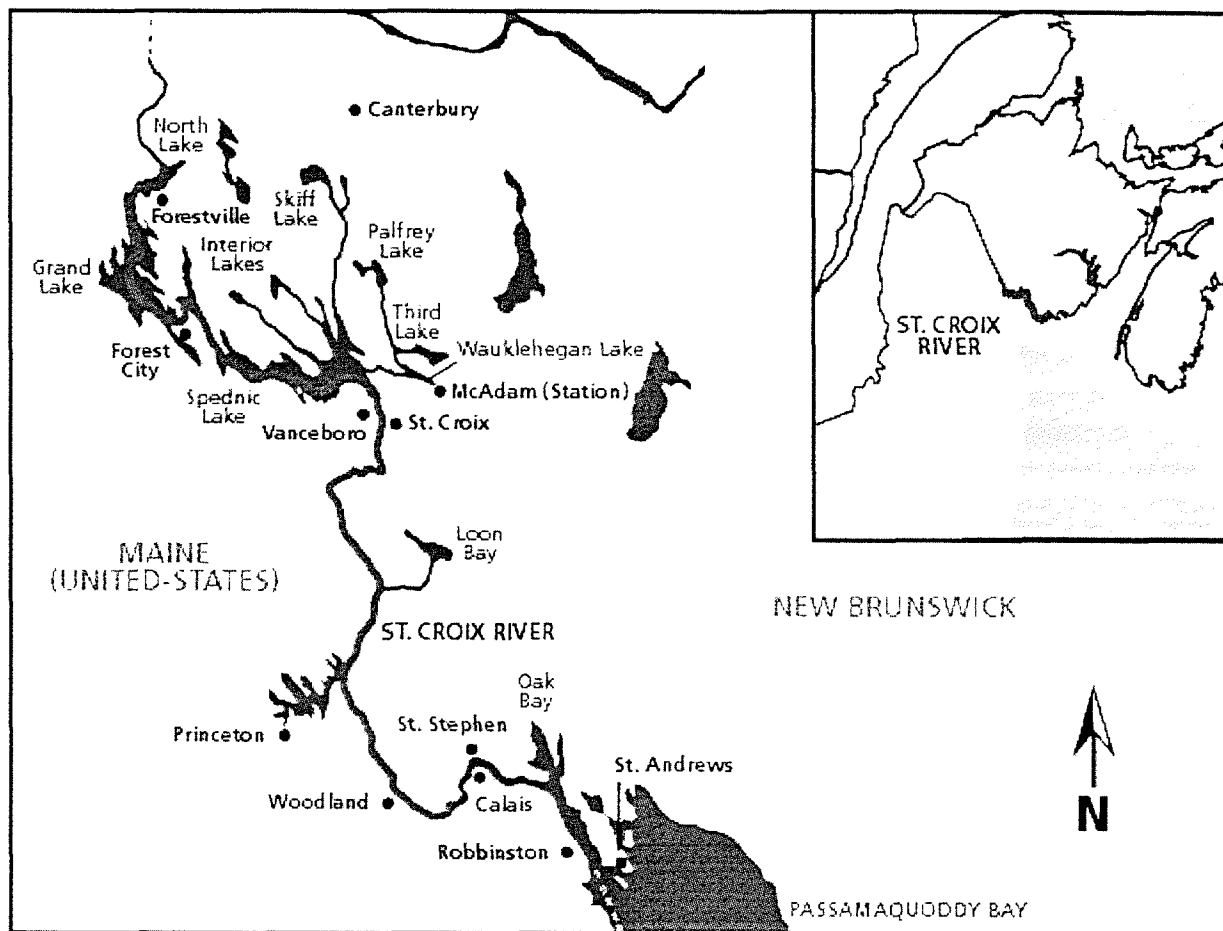 Canterbury
North
Lake
Skiff
Lake
Forestville
Palfrey
Lake
Interior
Lakes
Grand
Lake
Third
Lake
Forest
City
Wauklehegan Lake
Spednic
Lake
McAdam (Station)
Vanceboro
St. Croix
ST. CROIX
RIVER
Loon
Bay
MAINE
(UNITED-STATES)
NEW BRUNSWICK
ST. CROIX RIVER
Oak
Bay
Princeton
St. Stephen
St. Andrews
Woodland
Calais
Robbinston
N
PASSAMAQUODDY BAY